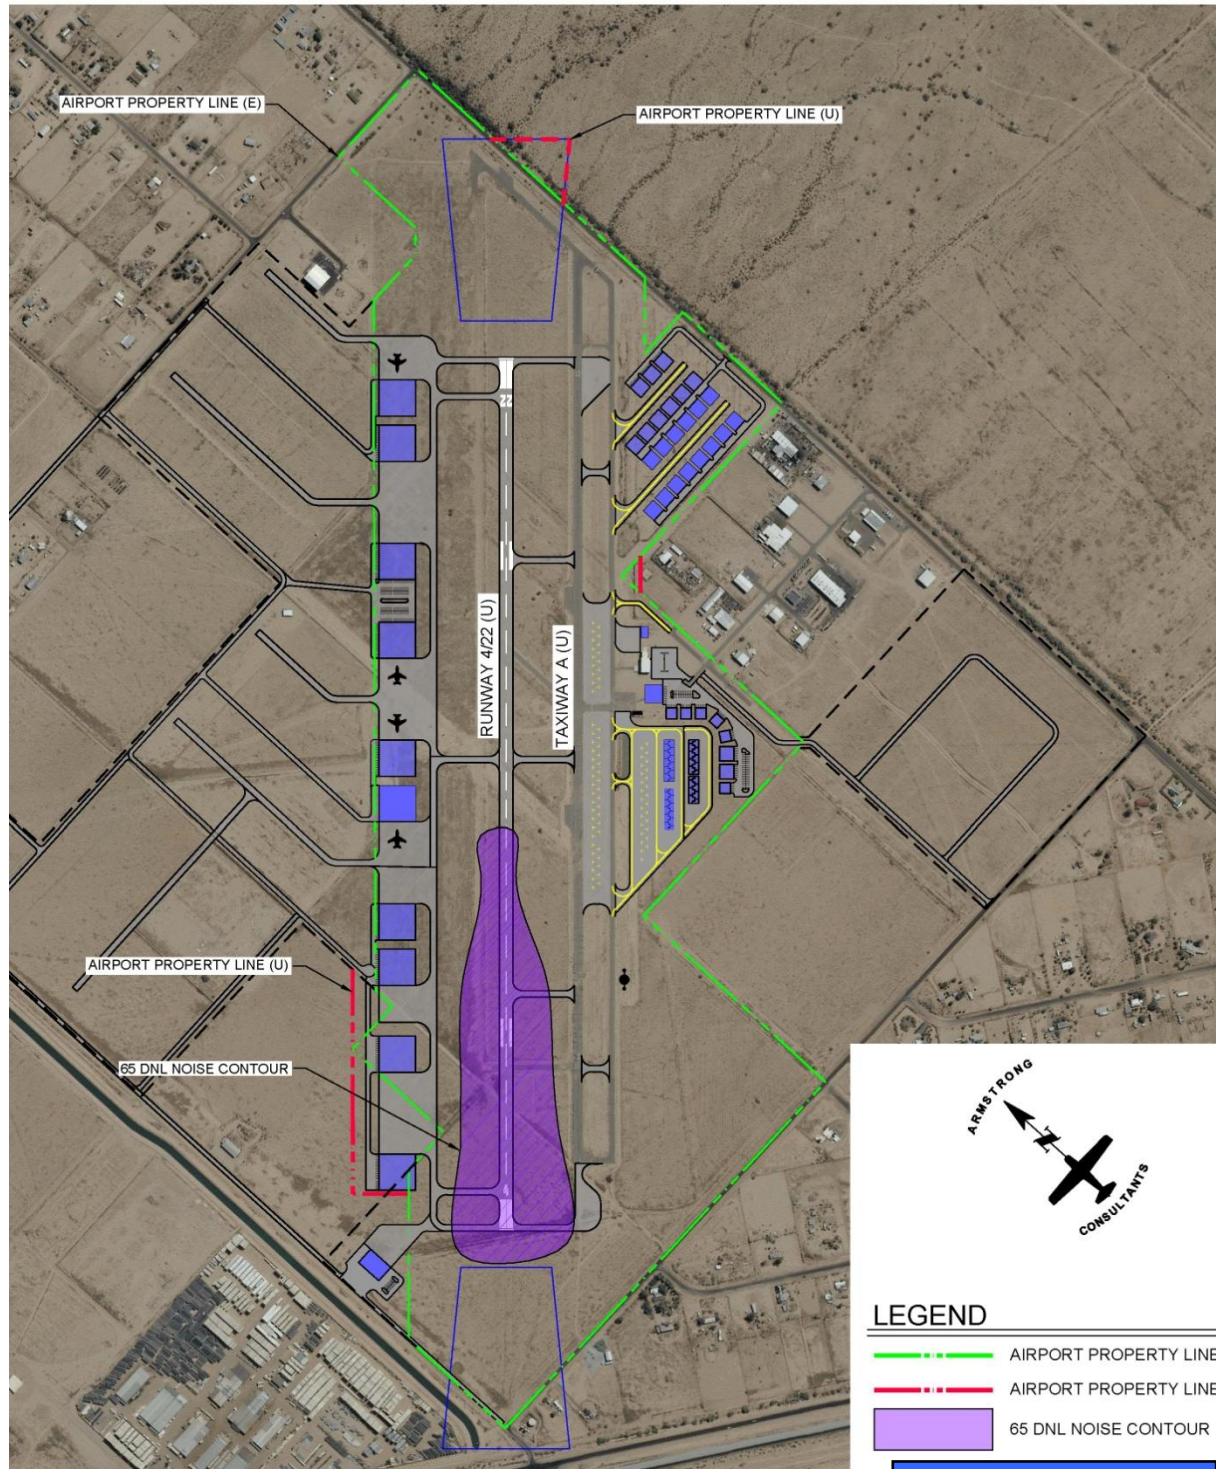 AIRPORT PROPERTY LINE (E)
AIRPORT PROPERTY LINE (U)
22
RUNWAY 4/22 (U)
TAXIWAY A (U)
AIRPORT PROPERTY LINE (U)
65 DNL NOISE CONTOUR
4
ARMSTRONG
N
CONSULTANTS
LEGEND
AIRPORT PROPERTY LINE
AIRPORT PROPERTY LINE
65 DNL NOISE CONTOUR